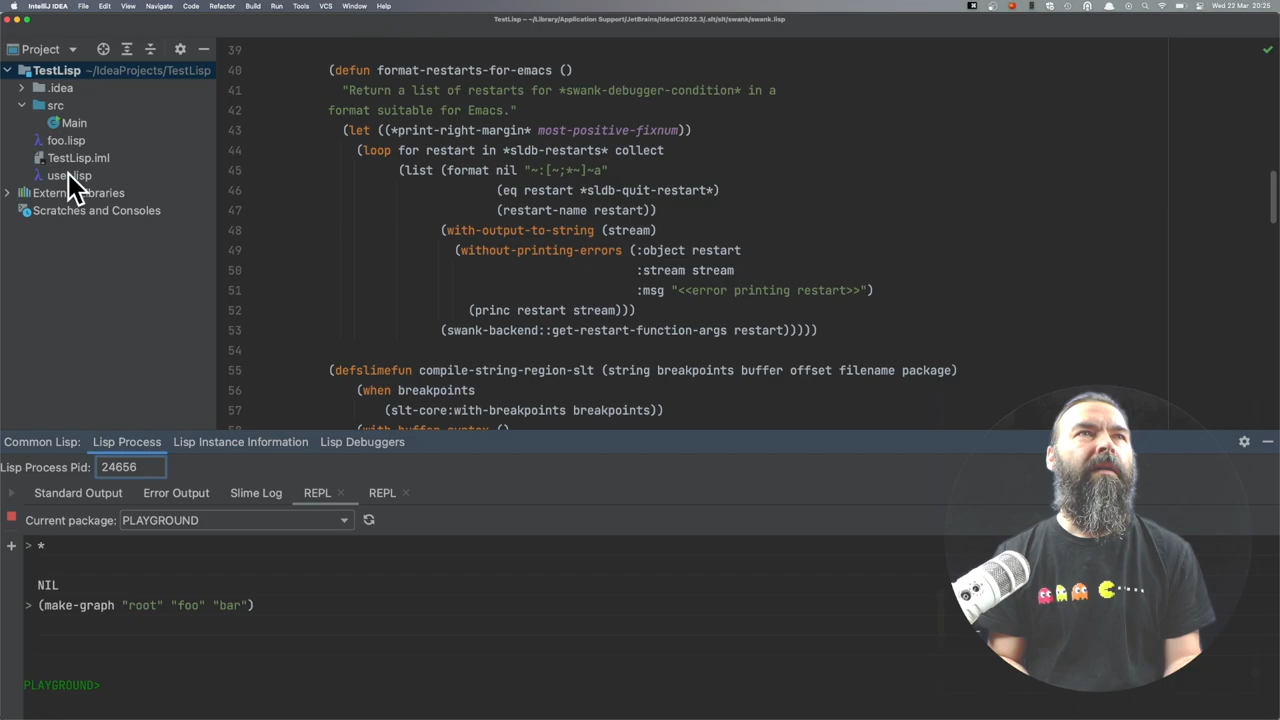 IntelliJ IDEA File Edit View Navigate Code Refactor Build Run Tools Git VCS Window Help Wed 22 Mar 20:25
TestLisp – ~/Library/Application Support/JetBrains/IdeaIC2022.3/.slt/slt/swank/swank.lisp
Project
TestLisp ~/IdeaProjects/TestLisp
.idea
src
Main
foo.lisp
TestLisp.iml
External Libraries
Scratches and Consoles
39
40 (defun format-restarts-for-emacs ()
41 "Return a list of restarts for *swank-debugger-condition* in a
42 format suitable for Emacs."
43 (let ((*print-right-margin* most-positive-fixnum))
44 (loop for restart in *sldb-restarts* collect
45 (list (format nil "~:[~;*~]~a"
46 (eq restart *sldb-quit-restart*)
47 (restart-name restart))
48 (with-output-to-string (stream)
49 (without-printing-errors (:object restart
50 :stream stream
51 :msg "<<error printing restart>>")
52 (princ restart stream)))
53 (swank-backend::get-restart-function-args restart)))))
54
55 (defslimefun compile-string-region-slt (string breakpoints buffer offset filename package)
56 (when breakpoints
57 (slt-core:with-breakpoints breakpoints))
58 (with-buffer-syntax ()
Common Lisp: Lisp Process Lisp Instance Information Lisp Debuggers
Lisp Process Pid: 24656
Standard Output Error Output Slime Log REPL REPL
Current package: PLAYGROUND
> *
NIL
> (make-graph "root" "foo" "bar")
PLAYGROUND>